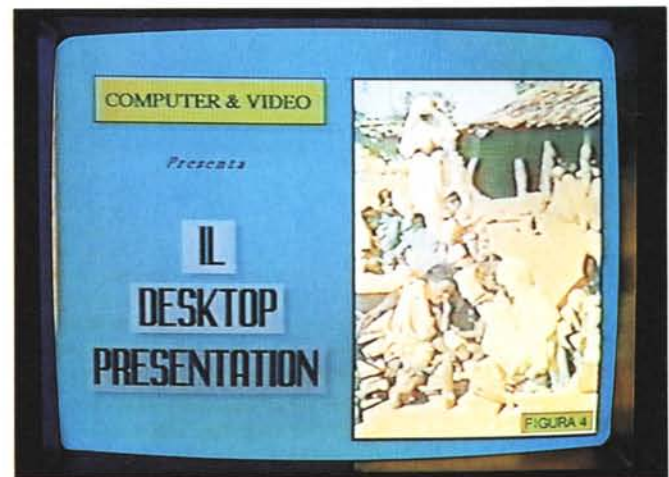 COMPUTER & VIDEO
Presenta
IL
DESKTOP
PRESENTATION
FIGURA 4